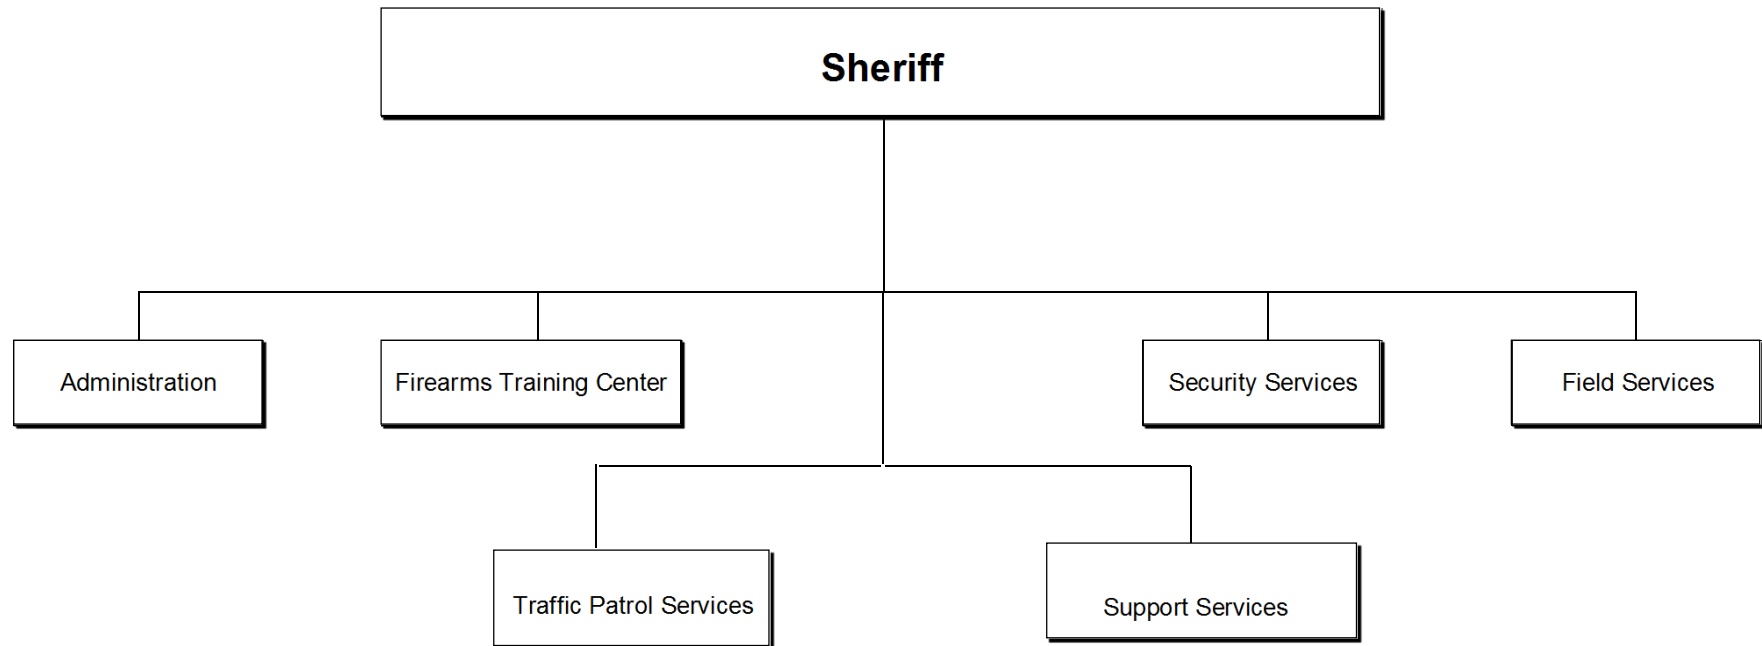 Sheriff
Administration
Firearms Training Center
Security Services
Field Services
Traffic Patrol Services
Support Services